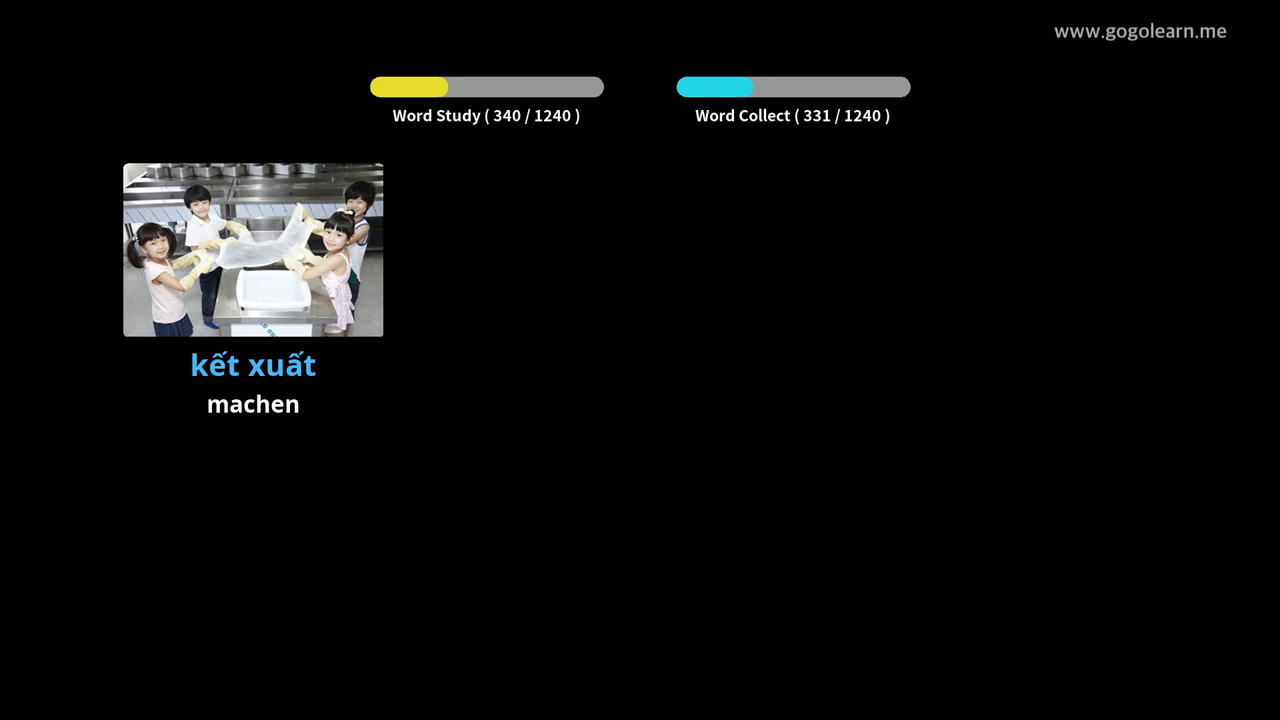 www.gogolearn.me
Word Study ( 340 / 1240 )
Word Collect ( 331 / 1240 )
kết xuất
machen